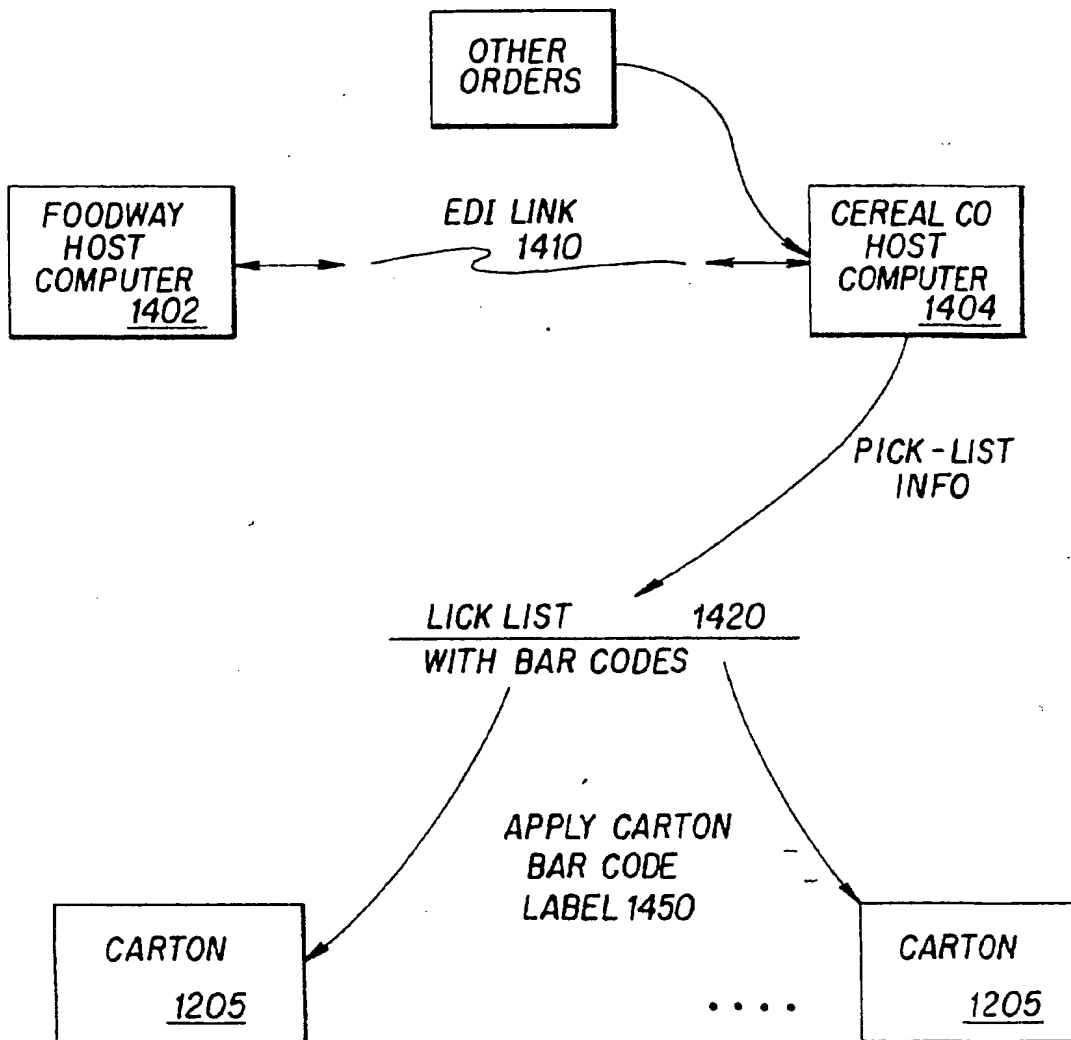 OTHER
ORDERS
FOODWAY
HOST
COMPUTER
1402
EDI LINK
1410
CEREAL CO
HOST
COMPUTER
1404
PICK-LIST
INFO
LICK LIST 1420
WITH BAR CODES
APPLY CARTON
BAR CODE
LABEL 1450
CARTON
1205
....
CARTON
1205